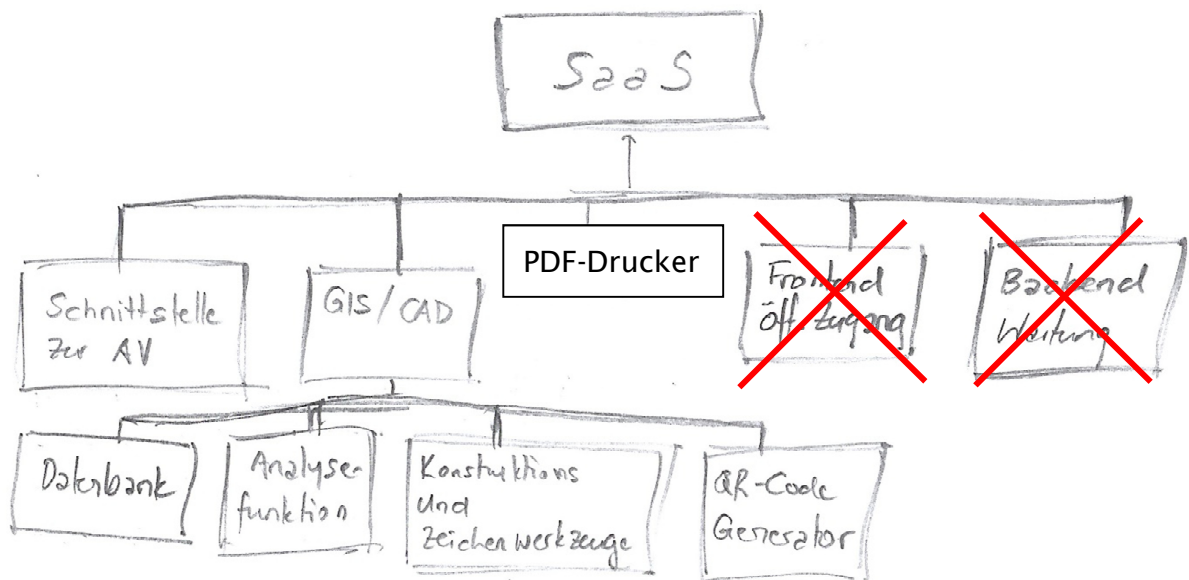 SaaS
Schnittstelle
zur AV
GIS/CAD
PDF-Drucker
Frontend
öff. Zugang
Backend
Wartung
Datenbank
Analyse-
funktion
Konstruktions
und
Zeichenwerkzeuge
QR-Code
Generator